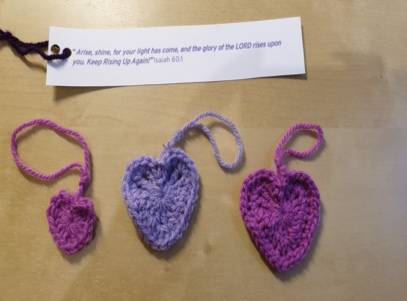 "Arise, shine, for your light has come, and the glory of the LORD rises upon
you. Keep Rising Up Again!" Isaiah 60:1